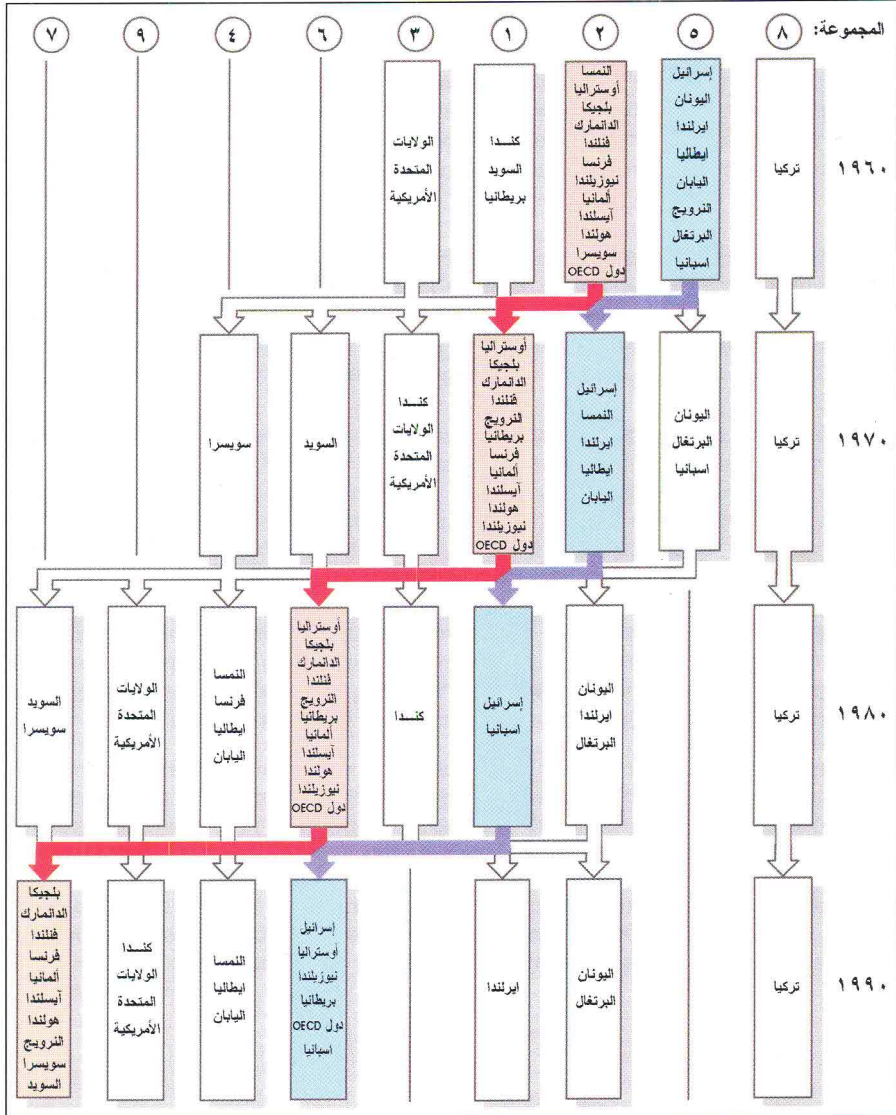 المجموعة: ٨ ٥ ٢ ١ ٣ ٦ ٤ ٩ ٧
١٩٦٠
تركيا
إسرائيل
اليونان
ايرلندا
ايطاليا
اليابان
النرويج
البرتغال
اسبانيا
النمسا
أوستراليا
بلجيكا
الدانمارك
فنلندا
فرنسا
نيوزيلندا
ألمانيا
آيسلندا
هولندا
سويسرا
دول OECD
كنـــدا
السويد
بريطانيا
الولايات
المتحدة
الأمريكية
١٩٧٠
تركيا
اليونان
البرتغال
اسبانيا
إسرائيل
النمسا
ايرلندا
ايطاليا
اليابان
أوستراليا
بلجيكا
الدانمارك
فنلندا
النرويج
بريطانيا
فرنسا
ألمانيا
آيسلندا
هولندا
نيوزيلندا
دول OECD
كنـــدا
الولايات
المتحدة
الأمريكية
السويد
سويسرا
١٩٨٠
تركيا
اليونان
ايرلندا
البرتغال
إسرائيل
اسبانيا
كنـــدا
أوستراليا
بلجيكا
الدانمارك
فنلندا
النرويج
بريطانيا
ألمانيا
آيسلندا
هولندا
نيوزيلندا
دول OECD
النمسا
فرنسا
ايطاليا
اليابان
الولايات
المتحدة
الأمريكية
السويد
سويسرا
١٩٩٠
تركيا
اليونان
البرتغال
ايرلندا
إسرائيل
أوستراليا
نيوزيلندا
بريطانيا
دول OECD
اسبانيا
النمسا
ايطاليا
اليابان
كنـــدا
الولايات
المتحدة
الأمريكية
بلجيكا
الدانمارك
فنلندا
فرنسا
ألمانيا
آيسلندا
هولندا
النرويج
سويسرا
السويد